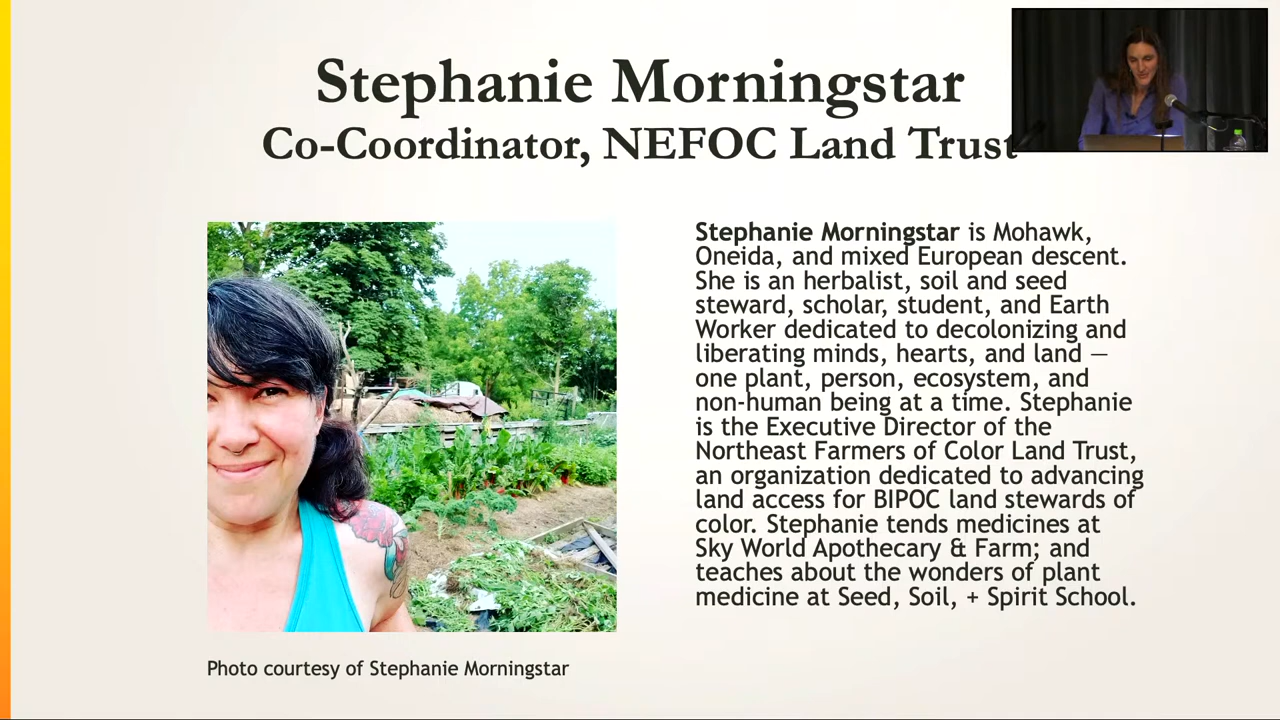 Stephanie Morningstar
Co-Coordinator, NEFOC Land Trust
Stephanie Morningstar is Mohawk,
Oneida, and mixed European descent.
She is an herbalist, soil and seed
steward, scholar, student, and Earth
Worker dedicated to decolonizing and
liberating minds, hearts, and land —
one plant, person, ecosystem, and
non-human being at a time. Stephanie
is the Executive Director of the
Northeast Farmers of Color Land Trust,
an organization dedicated to advancing
land access for BIPOC land stewards of
color. Stephanie tends medicines at
Sky World Apothecary & Farm; and
teaches about the wonders of plant
medicine at Seed, Soil, + Spirit School.
Photo courtesy of Stephanie Morningstar